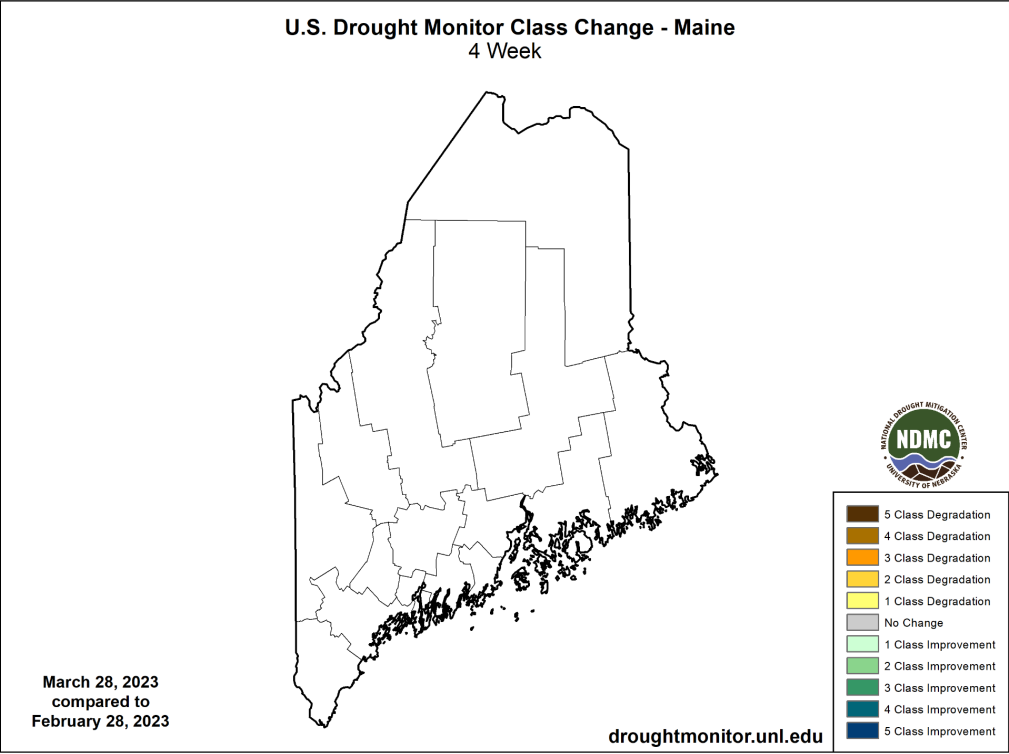 U.S. Drought Monitor Class Change - Maine
4 Week
NATIONAL DROUGHT MITIGATION CENTER
NDMC
UNIVERSITY OF NEBRASKA
5 Class Degradation
4 Class Degradation
3 Class Degradation
2 Class Degradation
1 Class Degradation
No Change
1 Class Improvement
2 Class Improvement
3 Class Improvement
4 Class Improvement
5 Class Improvement
March 28, 2023
compared to
February 28, 2023
droughtmonitor.unl.edu